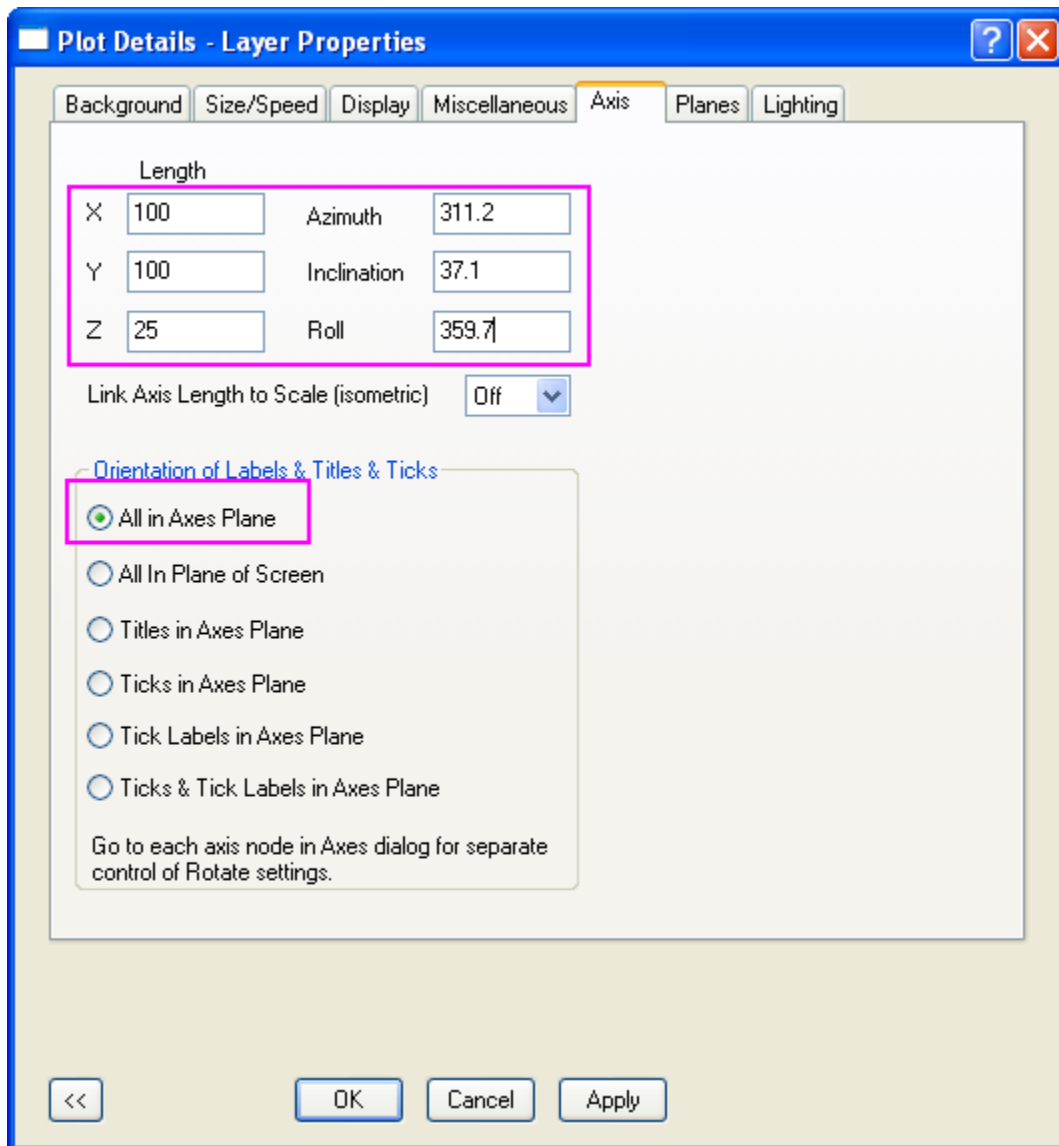 Plot Details - Layer Properties
Background Size/Speed Display Miscellaneous Axis Planes Lighting
Length
X 100 Azimuth 311.2
Y 100 Inclination 37.1
Z 25 Roll 359.7
Link Axis Length to Scale (isometric) Off
Orientation of Labels & Titles & Ticks
All in Axes Plane
All In Plane of Screen
Titles in Axes Plane
Ticks in Axes Plane
Tick Labels in Axes Plane
Ticks & Tick Labels in Axes Plane
Go to each axis node in Axes dialog for separate
control of Rotate settings.
<< OK Cancel Apply